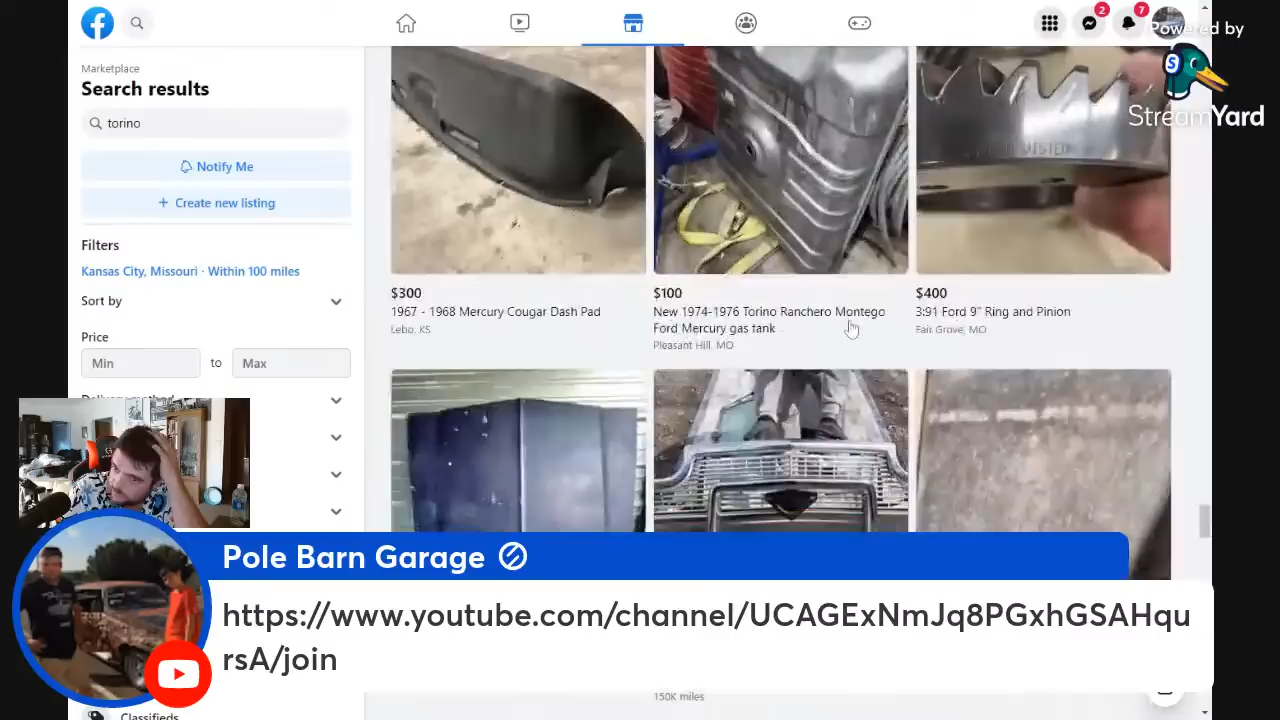 2
7
Powered by
StreamYard
Marketplace
Search results
torino
Notify Me
+ Create new listing
Filters
Kansas City, Missouri · Within 100 miles
Sort by
Price
Min
to
Max
$300
1967 - 1968 Mercury Cougar Dash Pad
Lebo, KS
$100
New 1974-1976 Torino Ranchero Montego
Ford Mercury gas tank
Pleasant Hill, MO
$400
3:91 Ford 9" Ring and Pinion
Fair Grove, MO
Pole Barn Garage
https://www.youtube.com/channel/UCAGExNmJq8PGxhGSAHqu
rsA/join
150K miles
Classifieds